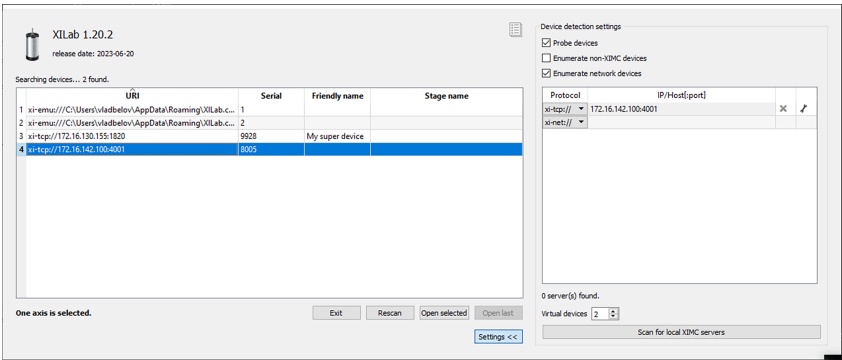 XILab 1.20.2
release date: 2023-06-20
Searching devices... 2 found.
URI Serial Friendly name Stage name
1 xi-emu:///C:\Users\vladbelov\AppData\Roaming\XILab.c... 1
2 xi-emu:///C:\Users\vladbelov\AppData\Roaming\XILab.c... 2
3 xi-tcp://172.16.130.155:1820 9928 My super device
4 xi-tcp://172.16.142.100:4001 8005
One axis is selected.
Exit Rescan Open selected Open last
Settings <<
Device detection settings
Probe devices
Enumerate non-XIMC devices
Enumerate network devices
Protocol IP/Host[:port]
xi-tcp:// 172.16.142.100:4001
xi-net://
0 server(s) found.
Virtual devices 2
Scan for local XIMC servers